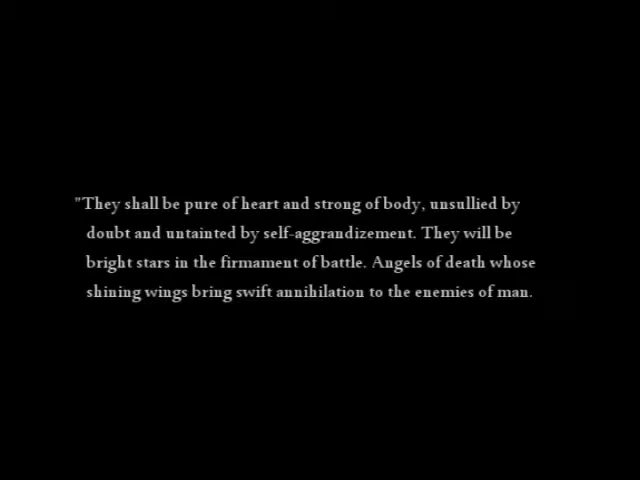 "They shall be pure of heart and strong of body, unsullied by
doubt and untainted by self-aggrandizement. They will be
bright stars in the firmament of battle. Angels of death whose
shining wings bring swift annihilation to the enemies of man.